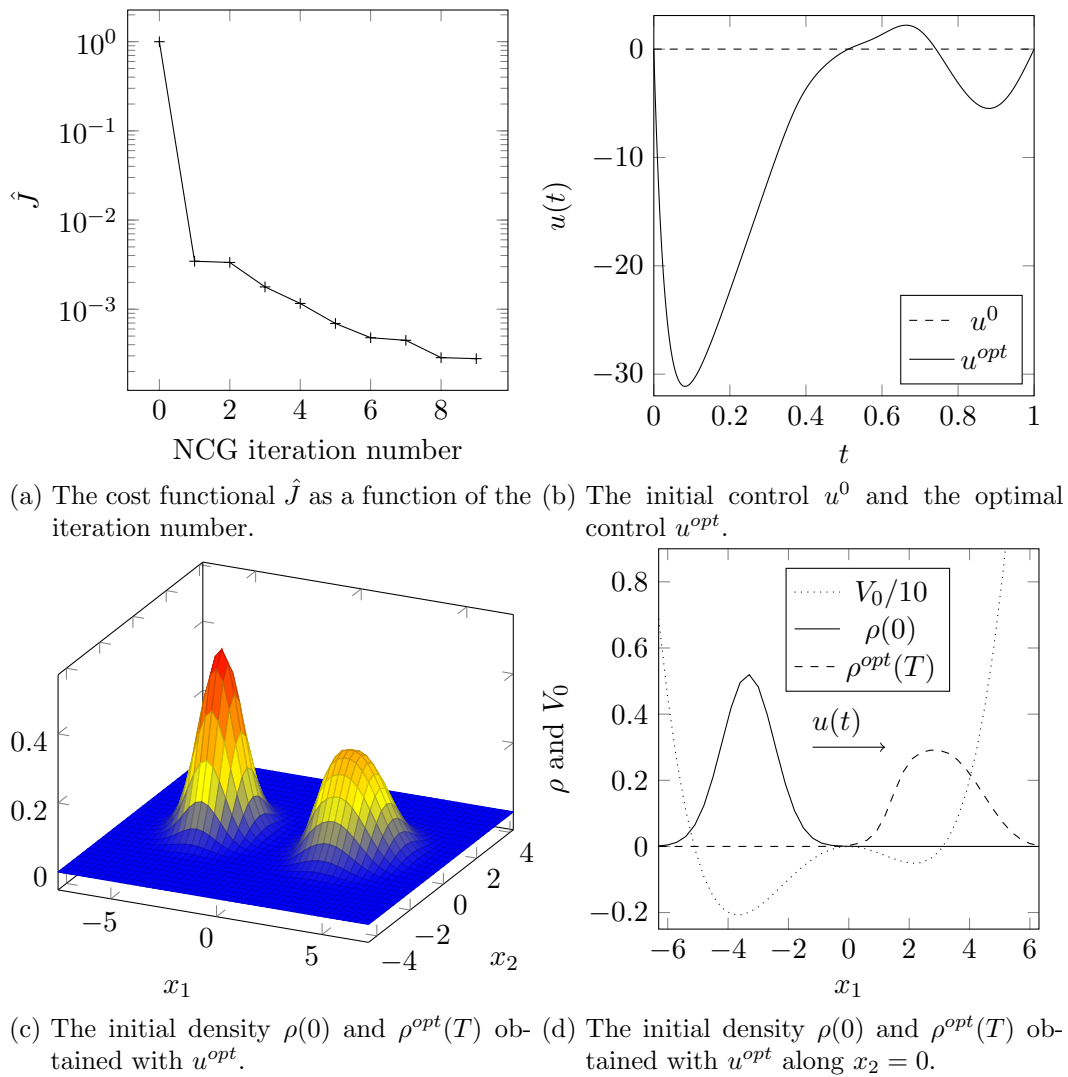 10^0
10^{-1}
10^{-2}
10^{-3}
Ĵ
0 2 4 6 8
NCG iteration number
(a) The cost functional Ĵ as a function of the
iteration number.
0
−10
−20
−30
u(t)
u^0
u^{opt}
0 0.2 0.4 0.6 0.8 1
t
(b) The initial control u^0 and the optimal
control u^{opt}.
0.4
0.2
0
−5 0 5
x_1
−4 −2 0 2 4
x_2
(c) The initial density ρ(0) and ρ^{opt}(T) ob-
tained with u^{opt}.
0.8
0.6
0.4
0.2
0
−0.2
ρ and V_0
V_0/10
ρ(0)
ρ^{opt}(T)
u(t)
−6 −4 −2 0 2 4 6
x_1
(d) The initial density ρ(0) and ρ^{opt}(T) ob-
tained with u^{opt} along x_2 = 0.